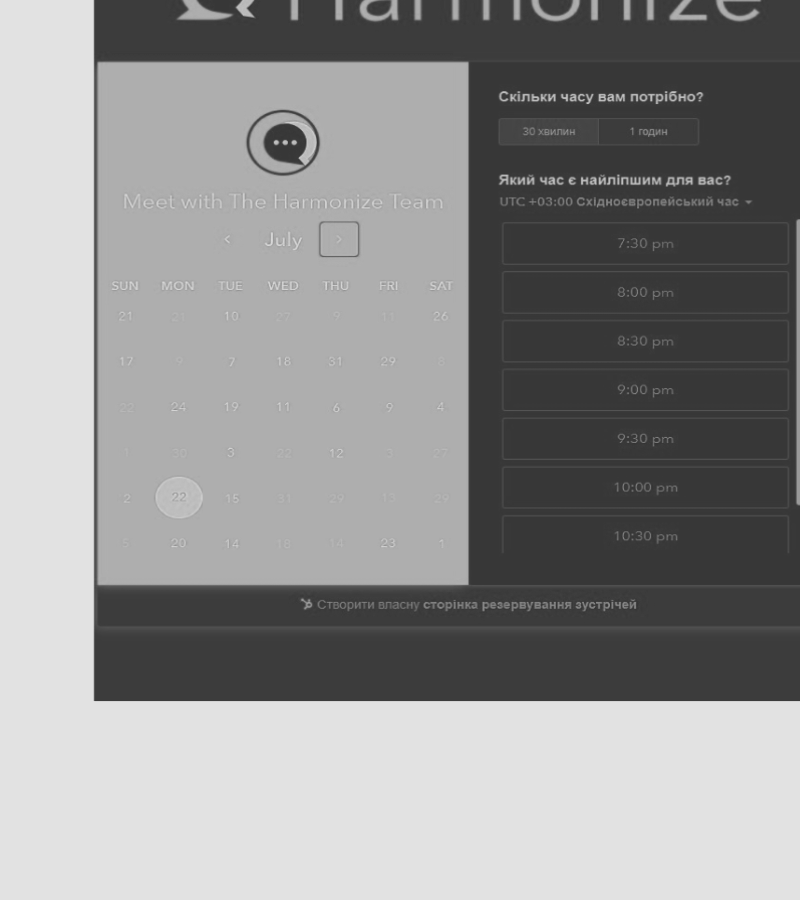 Harmonize
Скільки часу вам потрібно?
30 хвилин 1 годин
Який час є найліпшим для вас?
UTC +03:00 Східноєвропейський час
Meet with The Harmonize Team
July
SUN MON TUE WED THU FRI SAT
21 21 10 27 9 11 26
17 9 7 18 31 29 8
22 24 19 11 6 9 4
1 30 3 22 12 3 27
2 22 15 31 29 15 29
5 20 14 18 14 23 1
7:30 pm
8:00 pm
8:30 pm
9:00 pm
9:30 pm
10:00 pm
10:30 pm
Створити власну сторінка резервування зустрічей